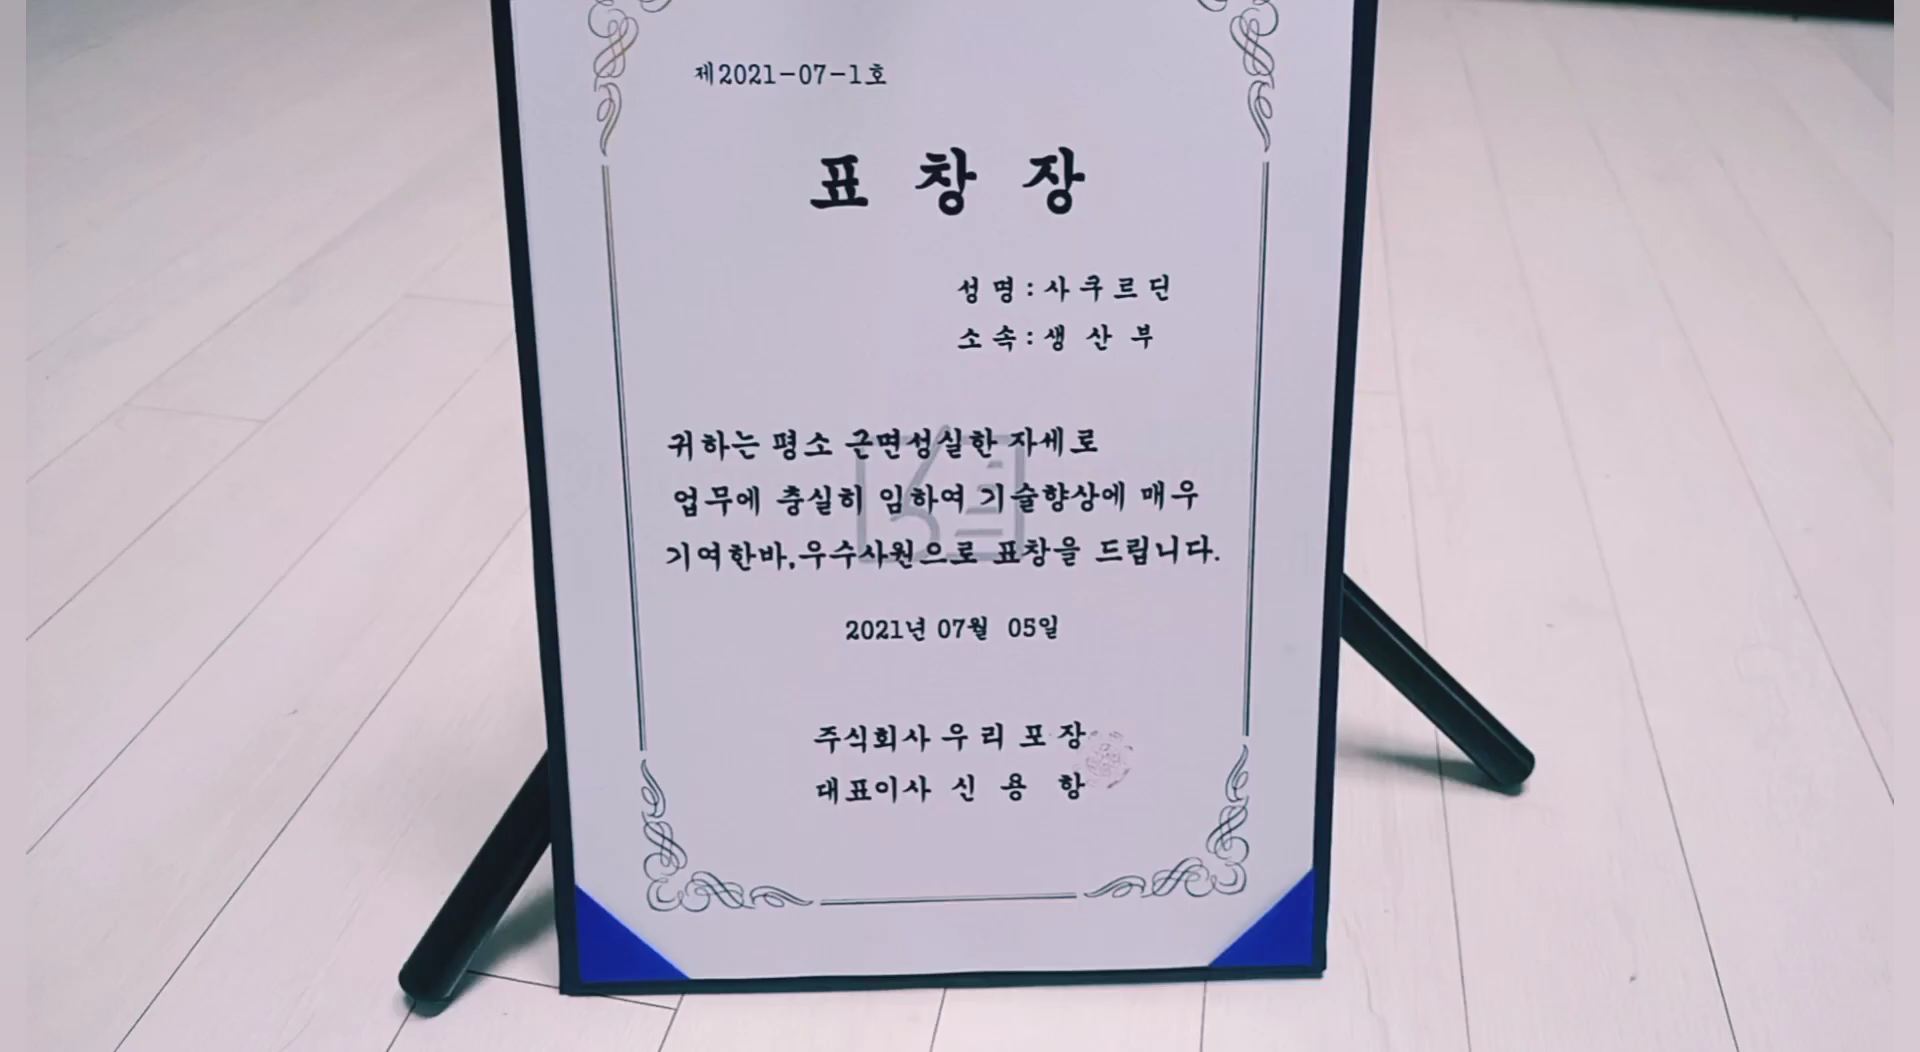 제2021-07-1호
표 창 장
성 명 : 사 쿠 르 딘
소 속 : 생 산 부
귀하는 평소 근면성실한 자세로
업무에 충실히 임하여 기술향상에 매우
기여한바,우수사원으로 표창을 드립니다.
2021년 07월 05일
주식회사 우 리 포 장
대표이사 신 용 항